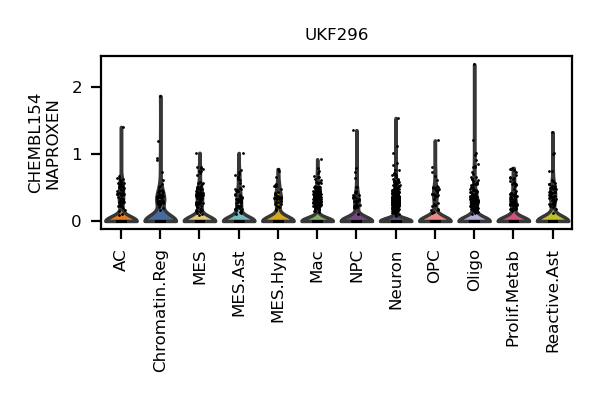 UKF296
CHEMBL154
NAPROXEN
2
1
0
AC
Chromatin.Reg
MES
MES.Ast
MES.Hyp
Mac
NPC
Neuron
OPC
Oligo
Prolif.Metab
Reactive.Ast